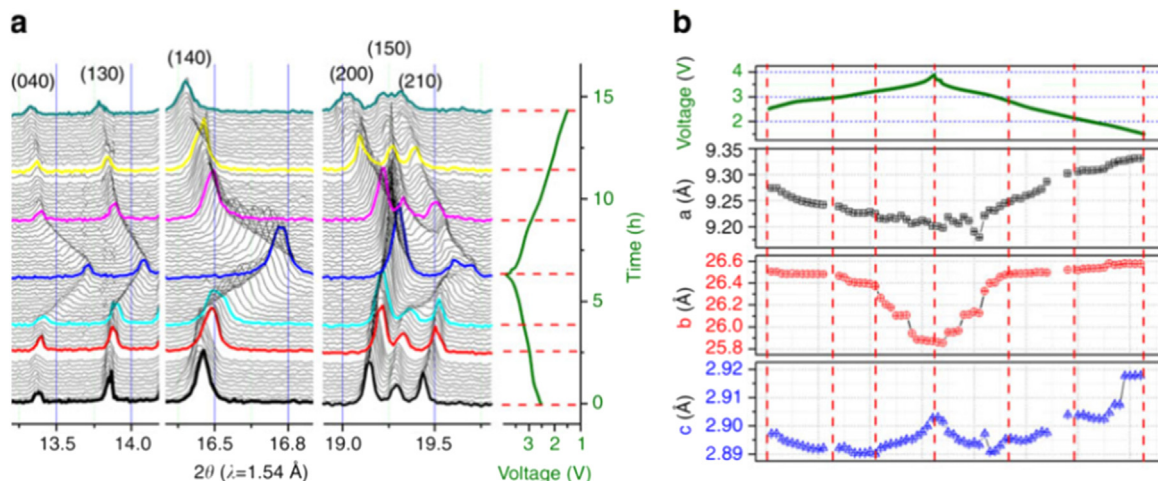 a
(040)
(130)
(140)
(150)
(200)
(210)
15
10
5
0
Time (h)
13.5 14.0 16.5 16.8 19.0 19.5 3 2 1
2θ (λ=1.54 Å)
Voltage (V)
b
Voltage (V)
4
3
2
a (Å)
9.35
9.30
9.25
9.20
b (Å)
26.6
26.4
26.2
26.0
25.8
c (Å)
2.92
2.91
2.90
2.89